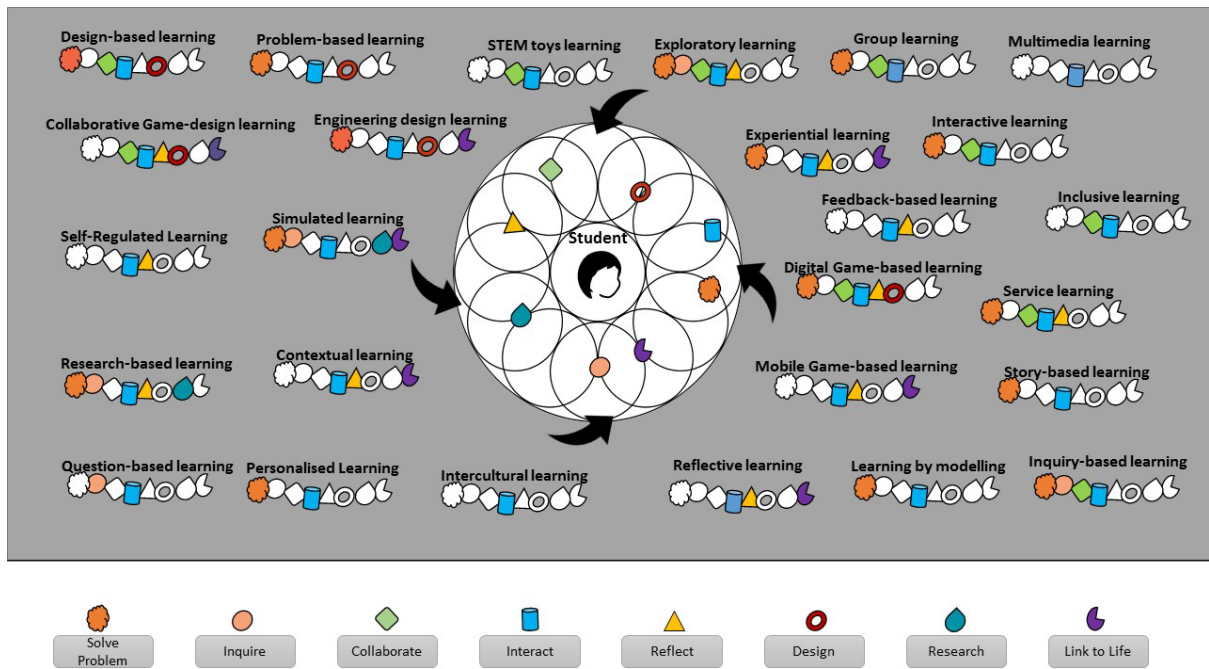 Design-based learning
Problem-based learning
STEM toys learning
Exploratory learning
Group learning
Multimedia learning
Collaborative Game-design learning
Engineering design learning
Experiential learning
Interactive learning
Self-Regulated Learning
Simulated learning
Student
Feedback-based learning
Inclusive learning
Digital Game-based learning
Service learning
Research-based learning
Contextual learning
Mobile Game-based learning
Story-based learning
Question-based learning
Personalised Learning
Intercultural learning
Reflective learning
Learning by modelling
Inquiry-based learning
Solve
Problem
Inquire
Collaborate
Interact
Reflect
Design
Research
Link to Life